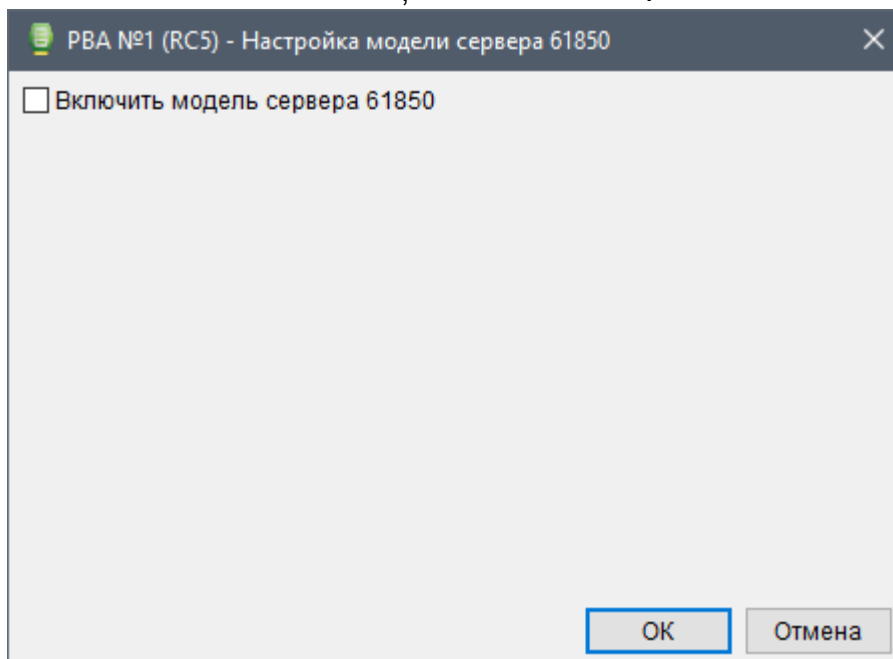 РВА №1 (RC5) - Настройка модели сервера 61850
Включить модель сервера 61850
ОК
Отмена